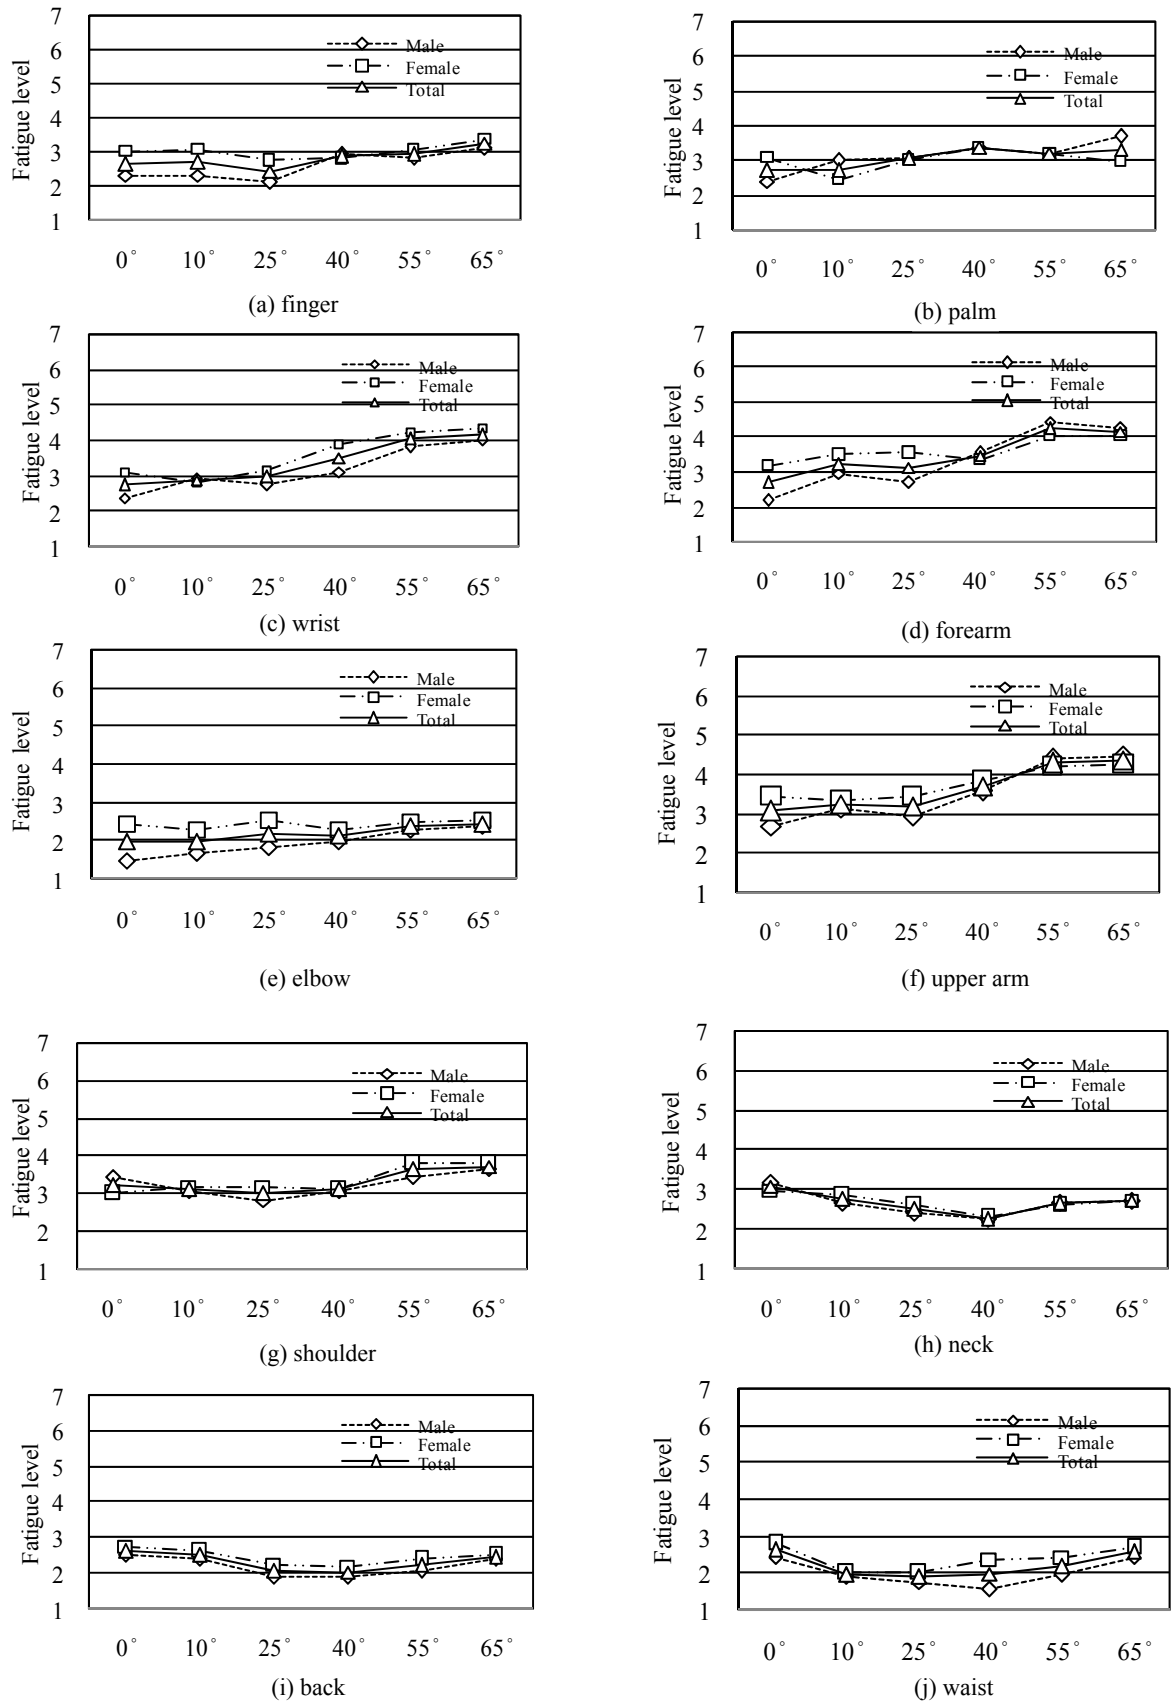 7
6
5
4
3
2
1
Fatigue level
Male
Female
Total
0° 10° 25° 40° 55° 65°
(a) finger
7
6
5
4
3
2
1
Fatigue level
Male
Female
Total
0° 10° 25° 40° 55° 65°
(b) palm
7
6
5
4
3
2
1
Fatigue level
Male
Female
Total
0° 10° 25° 40° 55° 65°
(c) wrist
7
6
5
4
3
2
1
Fatigue level
Male
Female
Total
0° 10° 25° 40° 55° 65°
(d) forearm
7
6
5
4
3
2
1
Fatigue level
Male
Female
Total
0° 10° 25° 40° 55° 65°
(e) elbow
7
6
5
4
3
2
1
Fatigue level
Male
Female
Total
0° 10° 25° 40° 55° 65°
(f) upper arm
7
6
5
4
3
2
1
Fatigue level
Male
Female
Total
0° 10° 25° 40° 55° 65°
(g) shoulder
7
6
5
4
3
2
1
Fatigue level
Male
Female
Total
0° 10° 25° 40° 55° 65°
(h) neck
7
6
5
4
3
2
1
Fatigue level
Male
Female
Total
0° 10° 25° 40° 55° 65°
(i) back
7
6
5
4
3
2
1
Fatigue level
Male
Female
Total
0° 10° 25° 40° 55° 65°
(j) waist